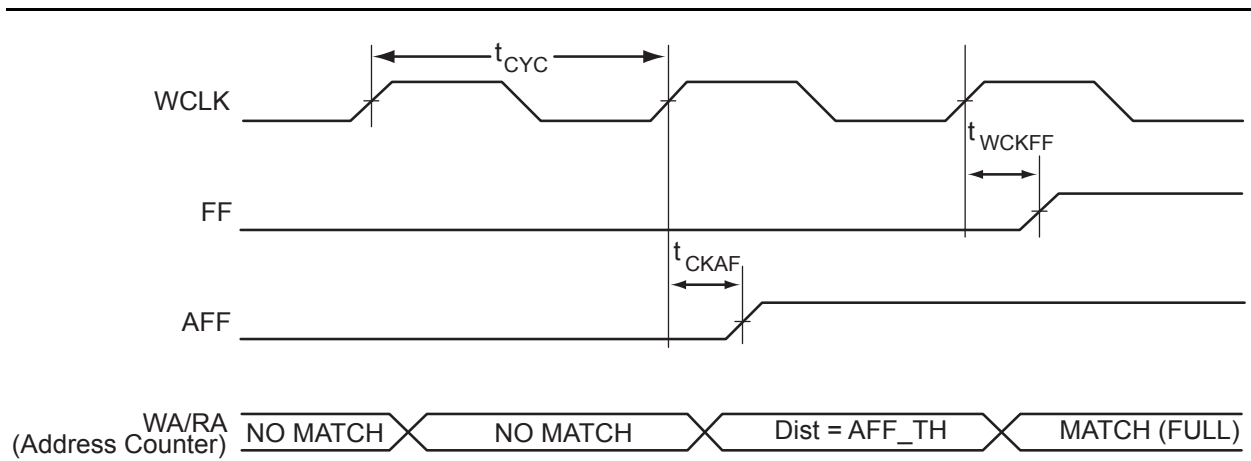 tCYC
WCLK
tWCKFF
FF
tCKAF
AFF
WA/RA
(Address Counter)
NO MATCH
NO MATCH
Dist = AFF_TH
MATCH (FULL)